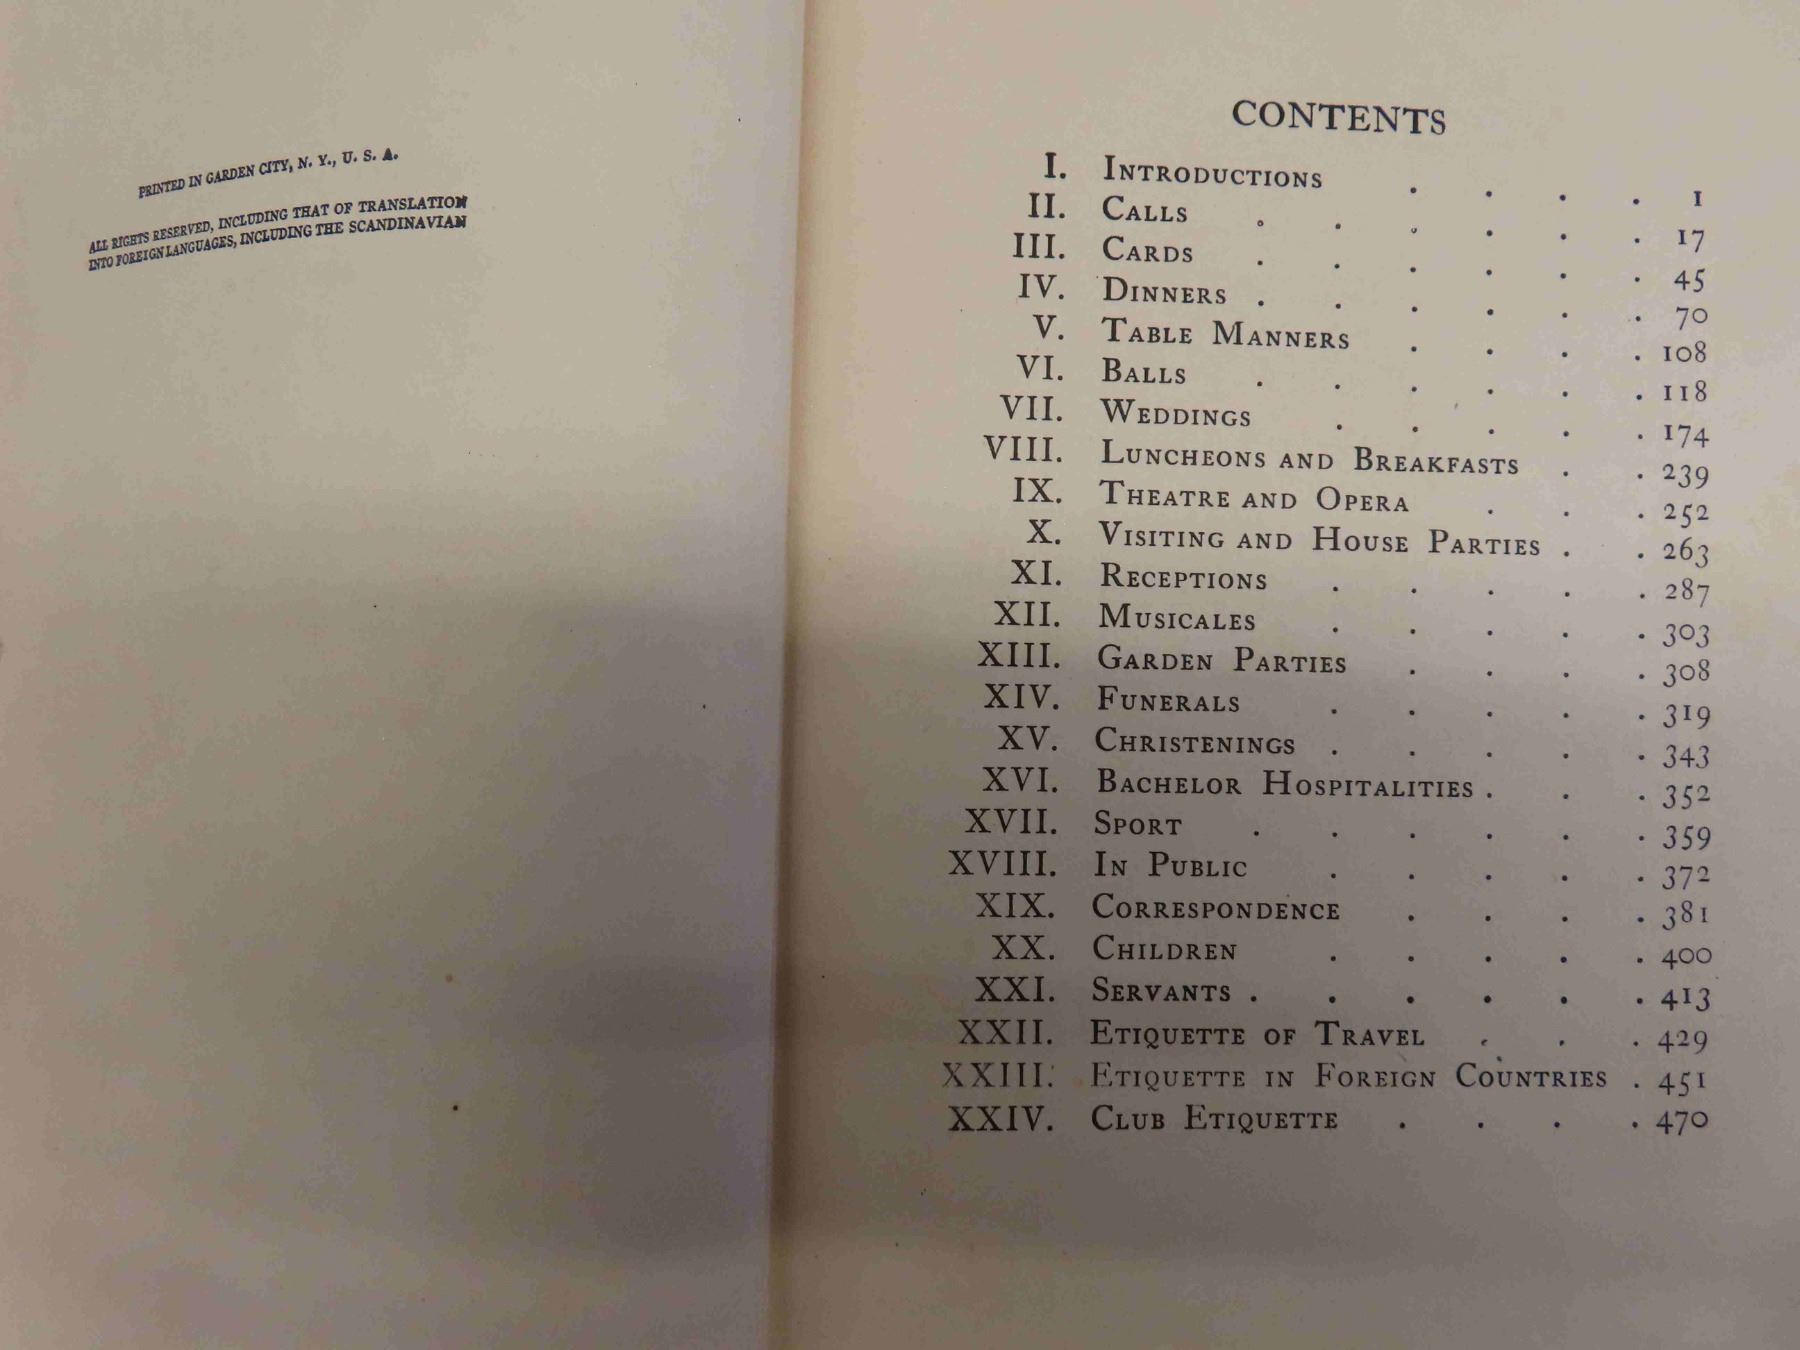 PRINTED IN GARDEN CITY, N. Y., U. S. A.
ALL RIGHTS RESERVED, INCLUDING THAT OF TRANSLATION
INTO FOREIGN LANGUAGES, INCLUDING THE SCANDINAVIAN
CONTENTS
I. INTRODUCTIONS . . . . 1
II. CALLS . . . . . . 17
III. CARDS . . . . . . 45
IV. DINNERS . . . . . . 70
V. TABLE MANNERS . . . . 108
VI. BALLS . . . . . . 118
VII. WEDDINGS . . . . . 174
VIII. LUNCHEONS AND BREAKFASTS . . 239
IX. THEATRE AND OPERA . . . 252
X. VISITING AND HOUSE PARTIES . . 263
XI. RECEPTIONS . . . . . 287
XII. MUSICALES . . . . . 303
XIII. GARDEN PARTIES . . . . 308
XIV. FUNERALS . . . . . 319
XV. CHRISTENINGS . . . . . 343
XVI. BACHELOR HOSPITALITIES . . . 352
XVII. SPORT . . . . . . 359
XVIII. IN PUBLIC . . . . . 372
XIX. CORRESPONDENCE . . . . 381
XX. CHILDREN . . . . . 400
XXI. SERVANTS . . . . . . 413
XXII. ETIQUETTE OF TRAVEL . . . 429
XXIII. ETIQUETTE IN FOREIGN COUNTRIES . 451
XXIV. CLUB ETIQUETTE . . . . 470